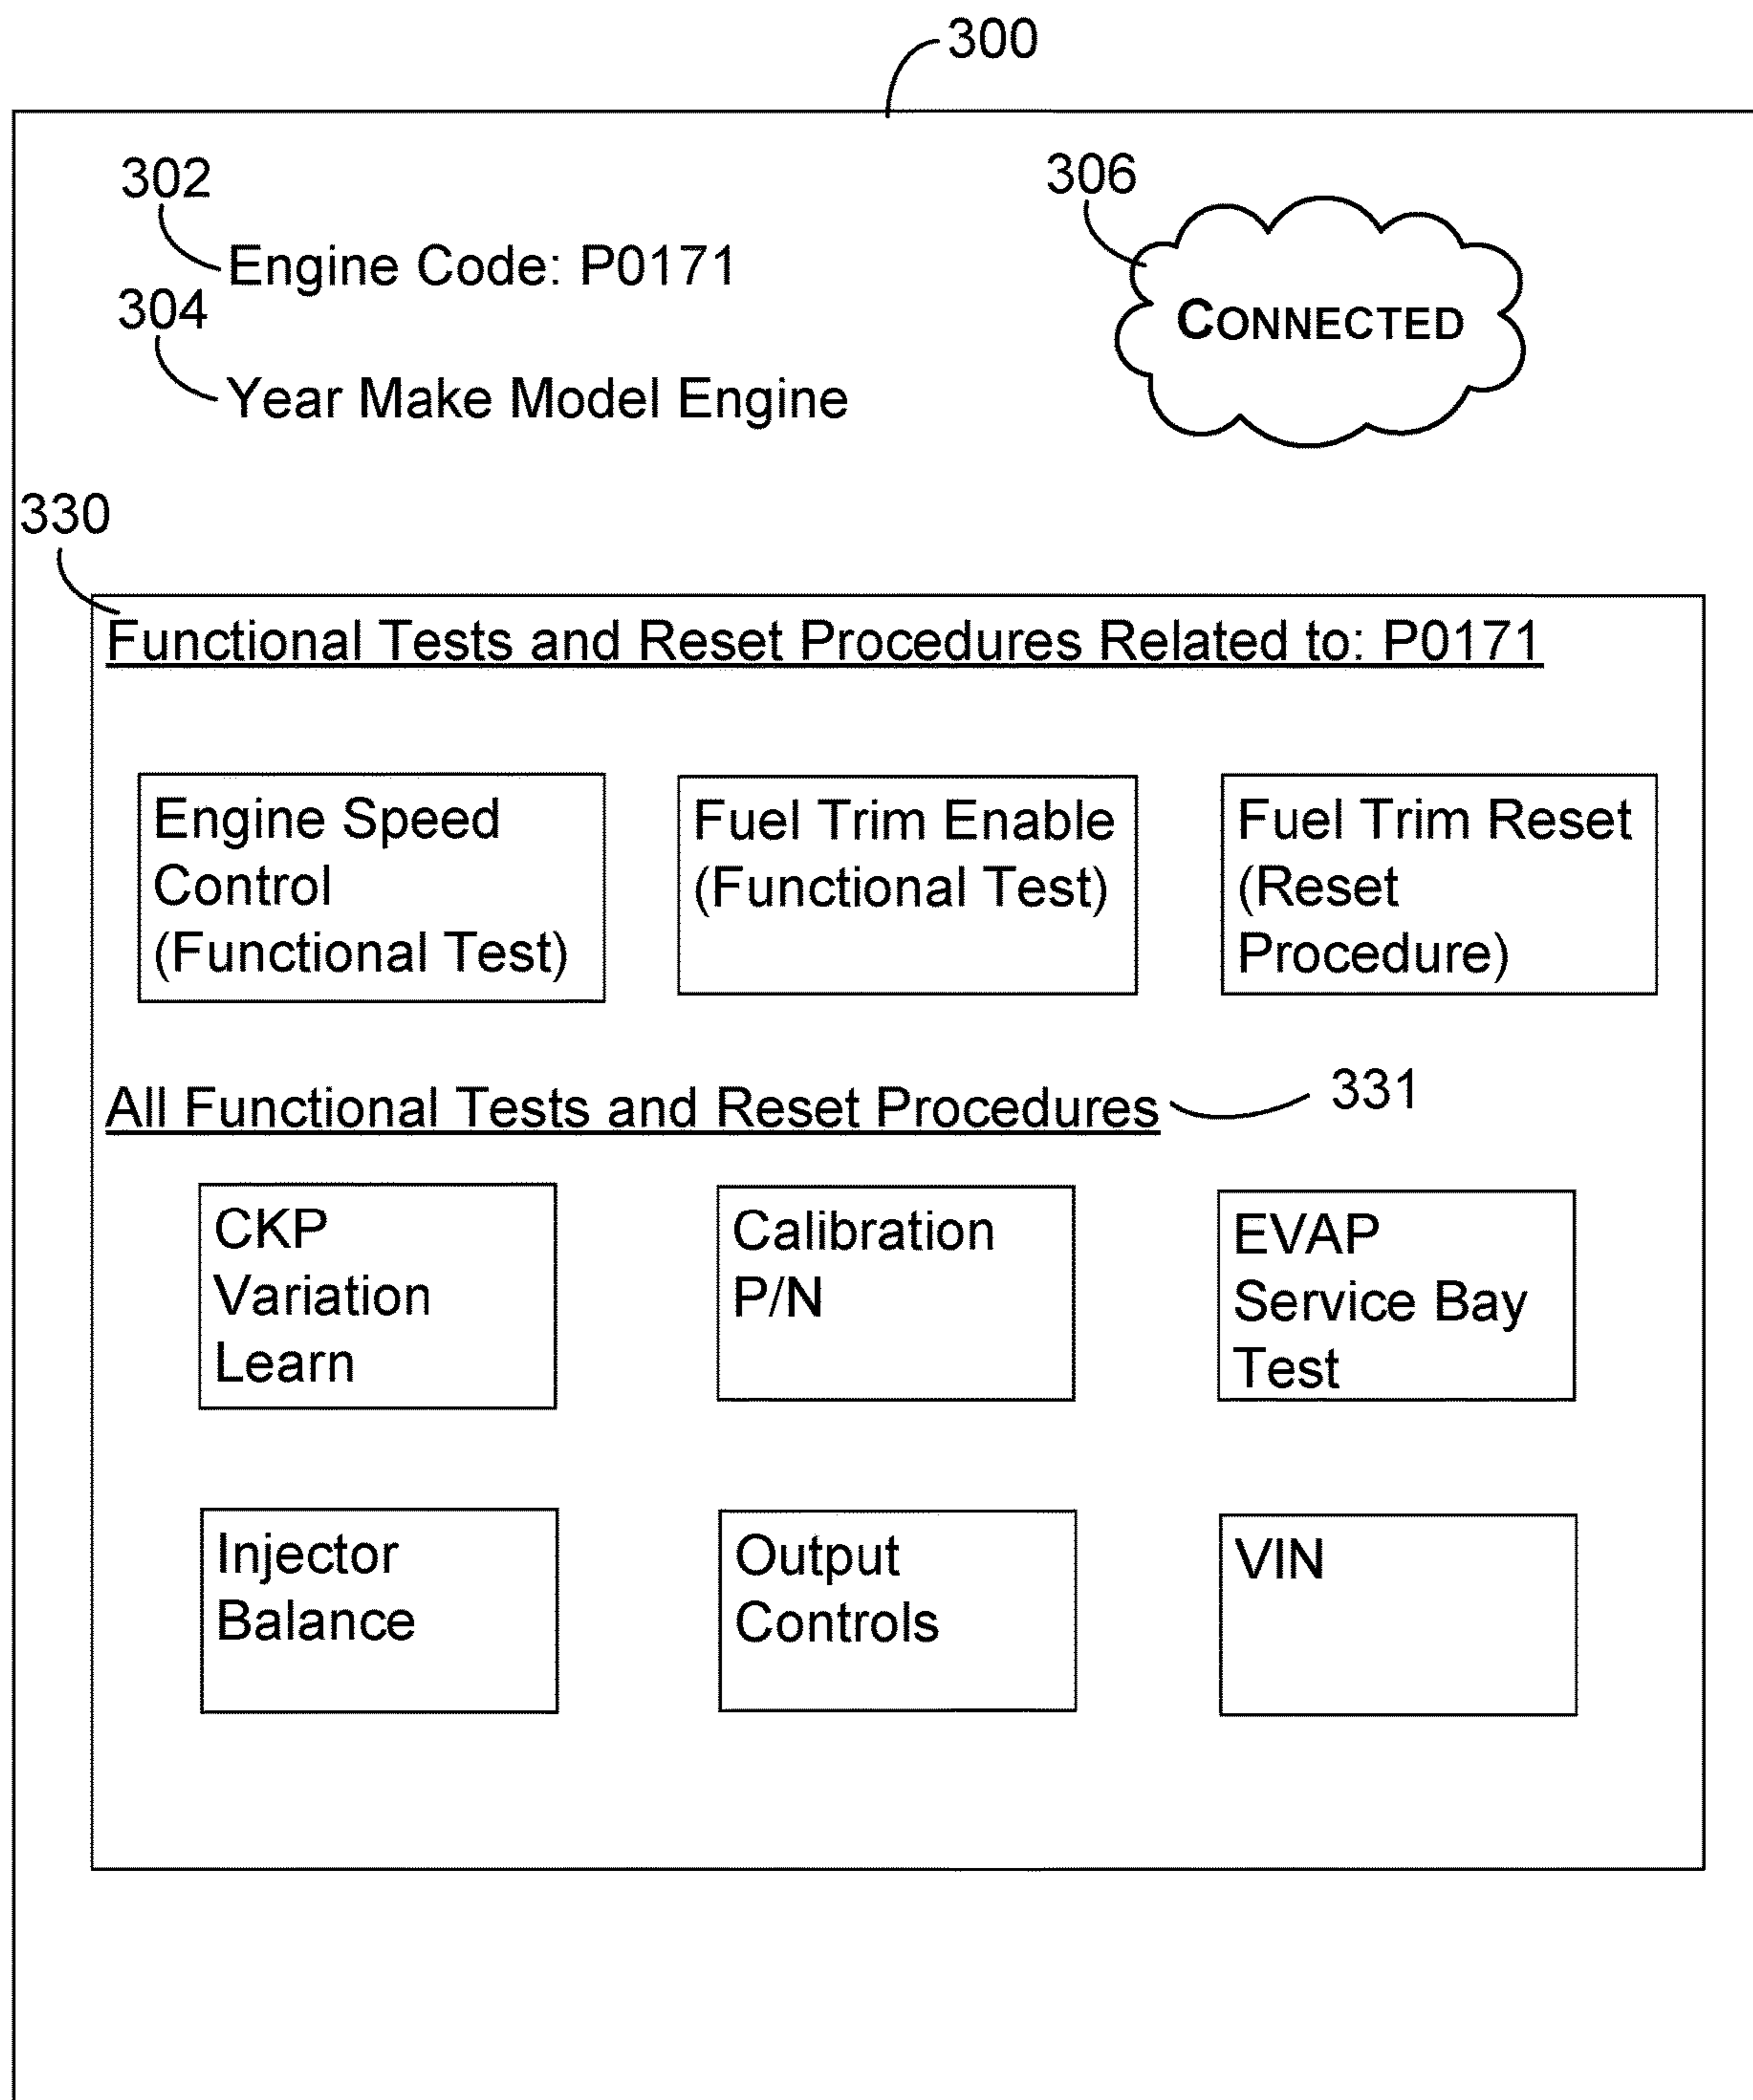 300
302
306
Engine Code: P0171
304
CONNECTED
Year Make Model Engine
330
Functional Tests and Reset Procedures Related to: P0171
Engine Speed
Control
(Functional Test)
Fuel Trim Enable
(Functional Test)
Fuel Trim Reset
(Reset
Procedure)
All Functional Tests and Reset Procedures
331
CKP
Variation
Learn
Calibration
P/N
EVAP
Service Bay
Test
Injector
Balance
Output
Controls
VIN